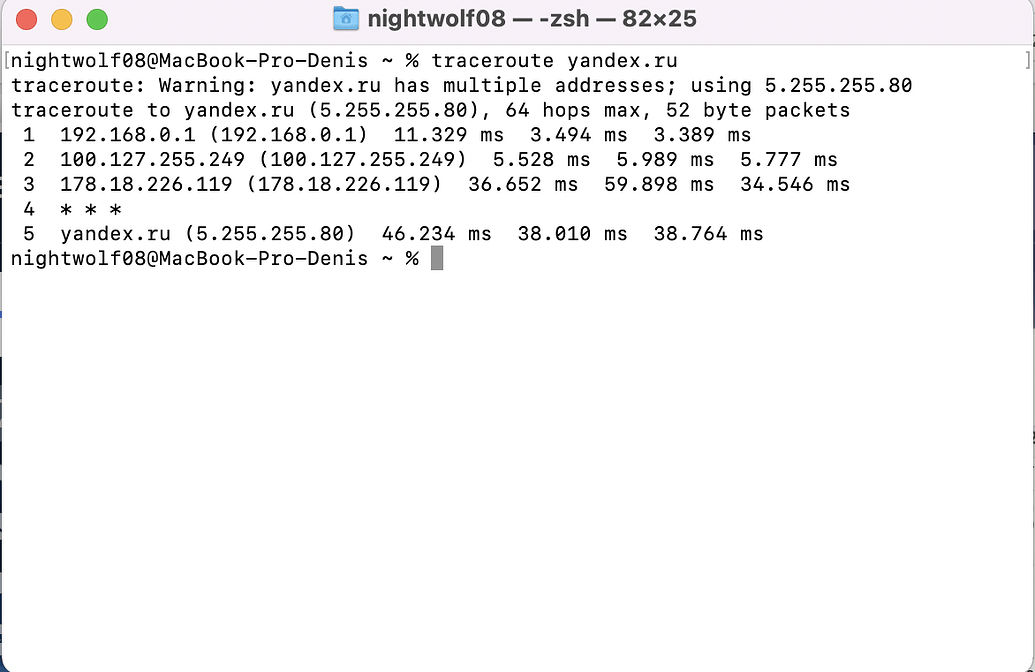 nightwolf08 — -zsh — 82×25
[nightwolf08@MacBook-Pro-Denis ~ % traceroute yandex.ru ]
traceroute: Warning: yandex.ru has multiple addresses; using 5.255.255.80
traceroute to yandex.ru (5.255.255.80), 64 hops max, 52 byte packets
 1  192.168.0.1 (192.168.0.1)  11.329 ms  3.494 ms  3.389 ms
 2  100.127.255.249 (100.127.255.249)  5.528 ms  5.989 ms  5.777 ms
 3  178.18.226.119 (178.18.226.119)  36.652 ms  59.898 ms  34.546 ms
 4  * * *
 5  yandex.ru (5.255.255.80)  46.234 ms  38.010 ms  38.764 ms
nightwolf08@MacBook-Pro-Denis ~ %